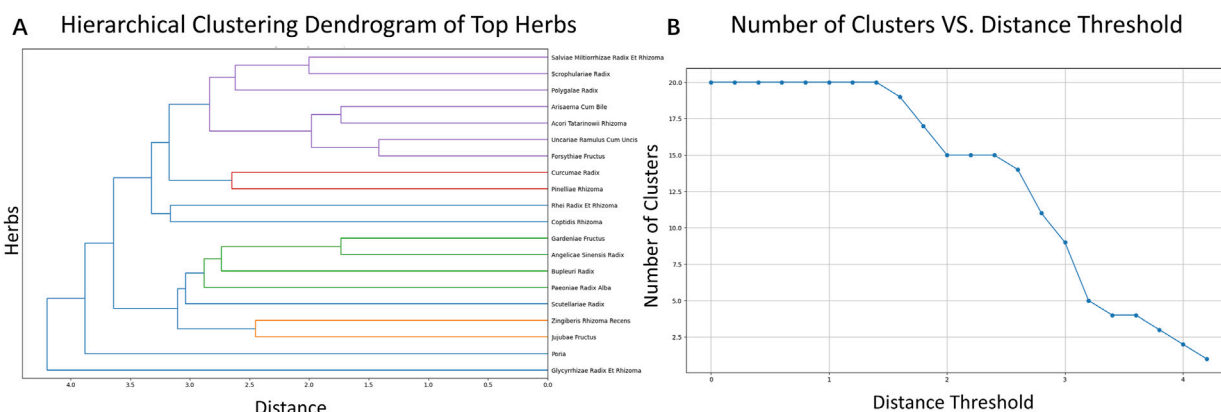 A
Hierarchical Clustering Dendrogram of Top Herbs
Herbs
Salviae Miltiorrhizae Radix Et Rhizoma
Scrophulariae Radix
Polygalae Radix
Arisaema Cum Bile
Acori Tatarinowii Rhizoma
Uncariae Ramulus Cum Uncis
Forsythiae Fructus
Curcumae Radix
Pinelliae Rhizoma
Rhei Radix Et Rhizoma
Coptidis Rhizoma
Gardeniae Fructus
Angelicae Sinensis Radix
Bupleuri Radix
Paeoniae Radix Alba
Scutellariae Radix
Zingiberis Rhizoma Recens
Jujubae Fructus
Poria
Glycyrrhizae Radix Et Rhizoma
4.0 3.5 3.0 2.5 2.0 1.5 1.0 0.5 0.0
Distance
B
Number of Clusters VS. Distance Threshold
Number of Clusters
20.0
17.5
15.0
12.5
10.0
7.5
5.0
2.5
0 1 2 3 4
Distance Threshold